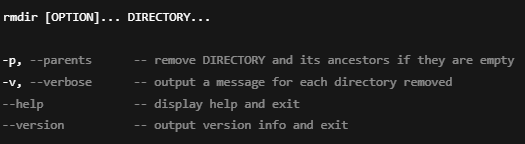 rmdir [OPTION]... DIRECTORY...
-p, --parents -- remove DIRECTORY and its ancestors if they are empty
-v, --verbose -- output a message for each directory removed
--help -- display help and exit
--version -- output version info and exit